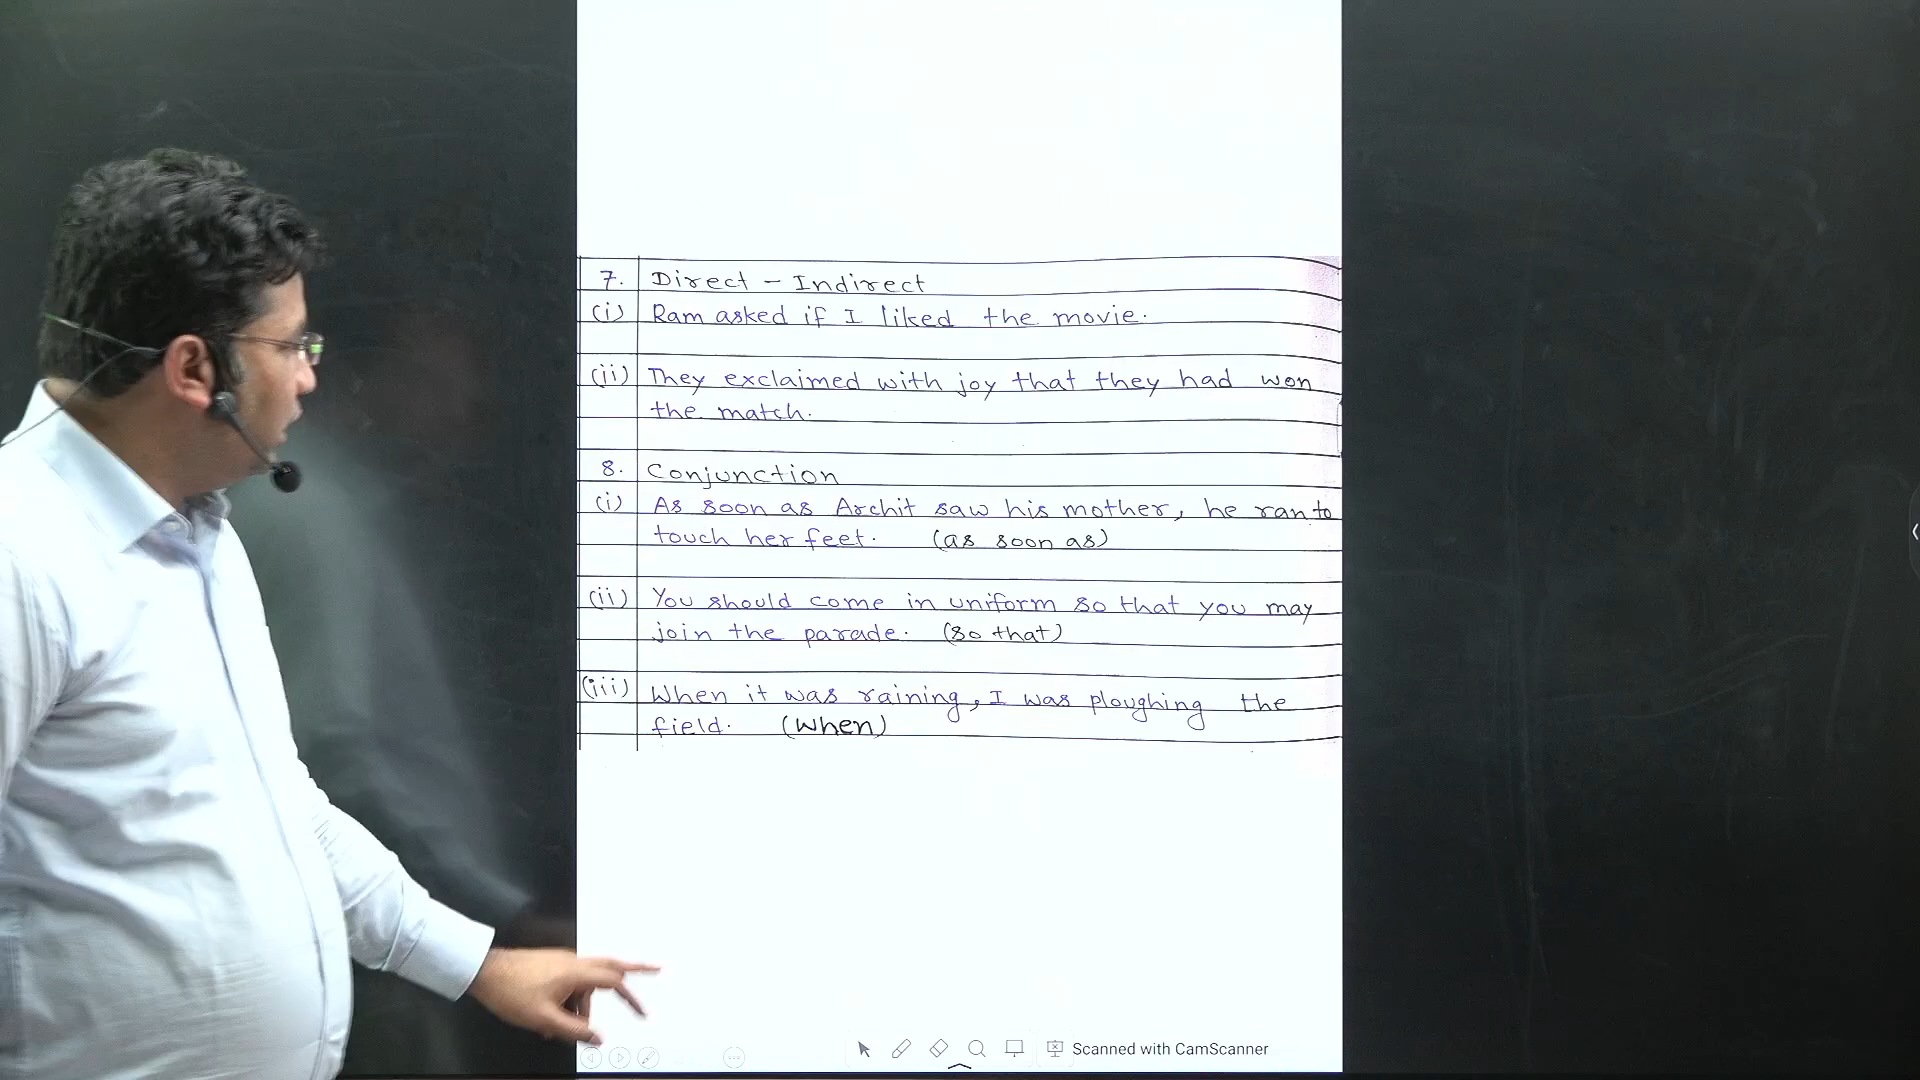 7. Direct - Indirect
(i) Ram asked if I liked the movie.
(ii) They exclaimed with joy that they had won
the match.
8. Conjunction
(i) As soon as Archit saw his mother, he ran to
touch her feet. (as soon as)
(ii) You should come in uniform so that you may
join the parade. (so that)
(iii) When it was raining, I was ploughing the
field. (When)
Scanned with CamScanner